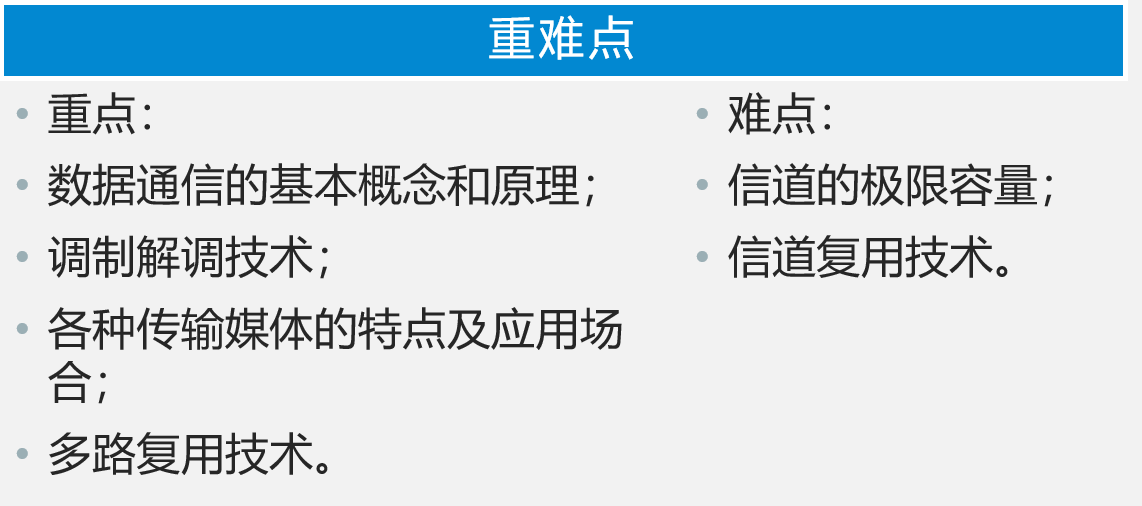 重难点
• 重点：
• 数据通信的基本概念和原理；
• 调制解调技术；
• 各种传输媒体的特点及应用场
合；
• 多路复用技术。
• 难点：
• 信道的极限容量；
• 信道复用技术。